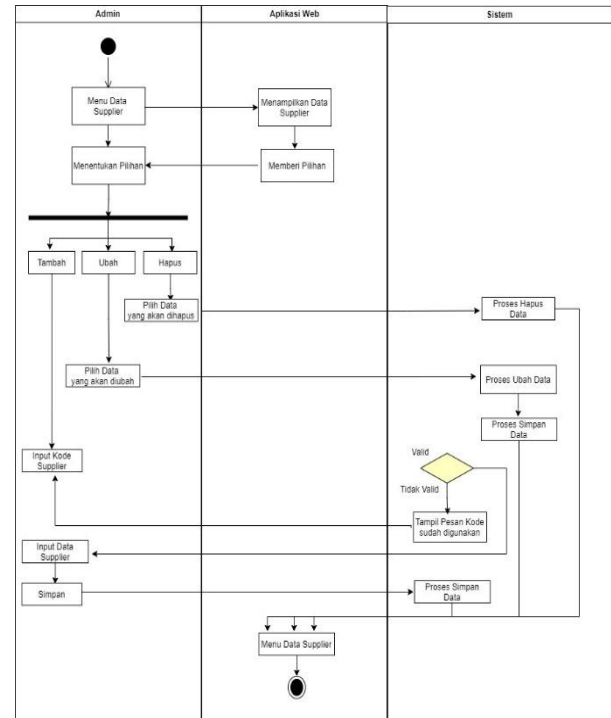 Admin
Aplikasi Web
Sistem
Menu Data
Supplier
Menampilkan Data
Supplier
Menentukan Pilihan
Memberi Pilihan
Tambah
Ubah
Hapus
Pilih Data
yang akan dihapus
Proses Hapus
Data
Pilih Data
yang akan diubah
Proses Ubah Data
Proses Simpan
Data
Valid
Input Kode
Supplier
Tidak Valid
Tampil Pesan Kode
sudah digunakan
Input Data
Supplier
Simpan
Proses Simpan
Data
Menu Data Supplier